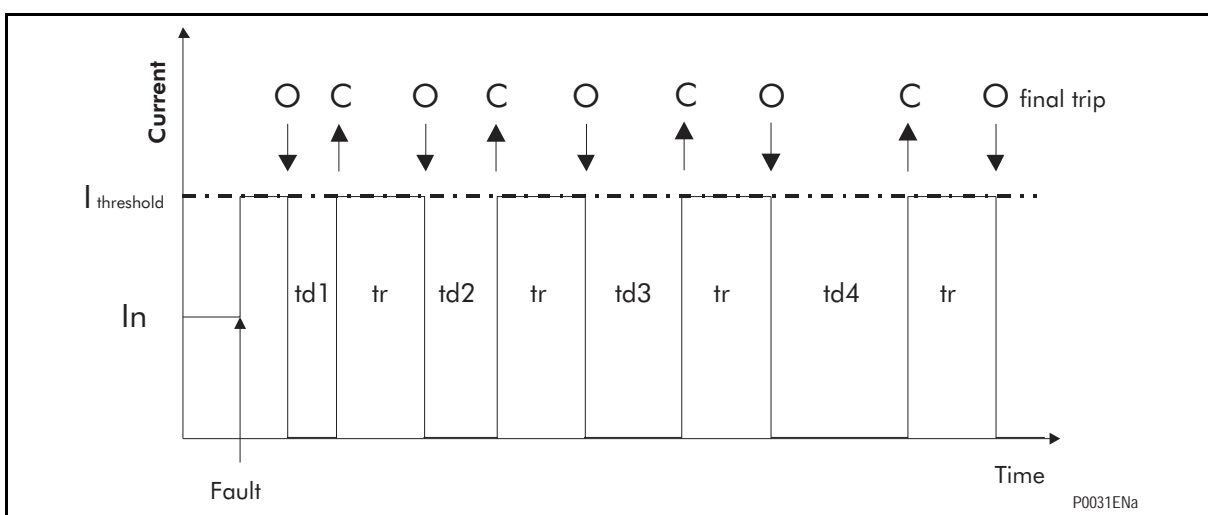 Current
O C O C O C O C O final trip
I threshold
td1 tr td2 tr td3 tr td4 tr
In
Time
Fault
P0031ENa